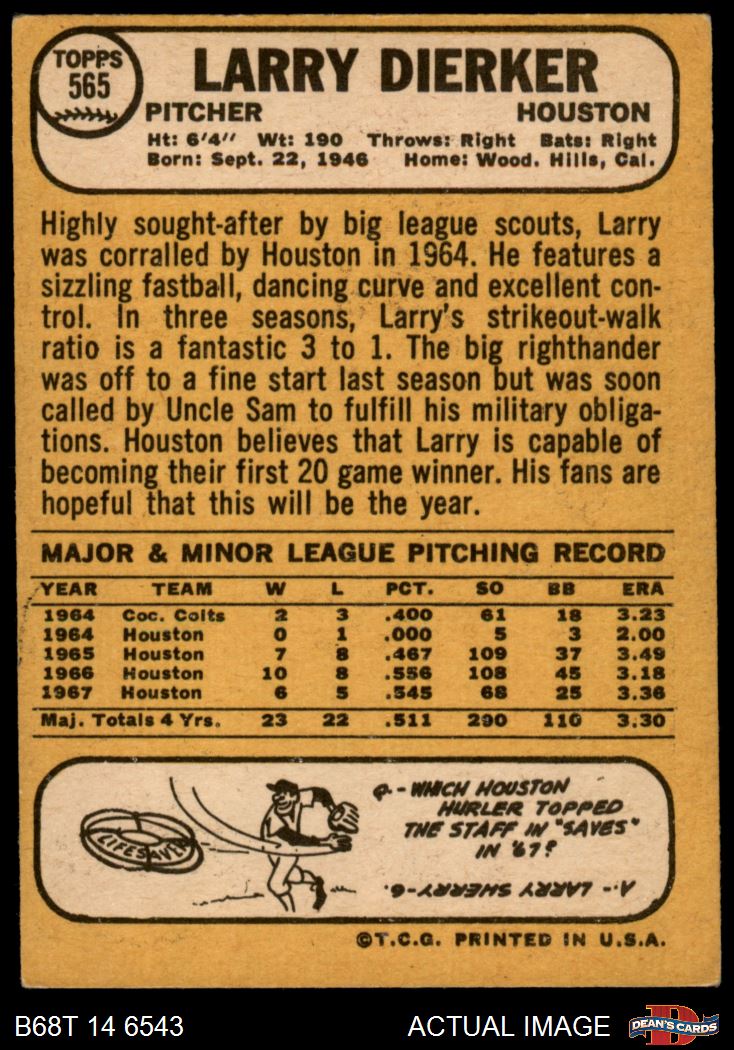 TOPPS
565
LARRY DIERKER
PITCHER HOUSTON
Ht: 6'4" Wt: 190 Throws: Right Bats: Right
Born: Sept. 22, 1946 Home: Wood. Hills, Cal.
Highly sought-after by big league scouts, Larry
was corralled by Houston in 1964. He features a
sizzling fastball, dancing curve and excellent con-
trol. In three seasons, Larry's strikeout-walk
ratio is a fantastic 3 to 1. The big righthander
was off to a fine start last season but was soon
called by Uncle Sam to fulfill his military obliga-
tions. Houston believes that Larry is capable of
becoming their first 20 game winner. His fans are
hopeful that this will be the year.
MAJOR & MINOR LEAGUE PITCHING RECORD
YEAR TEAM W L PCT. SO BB ERA
1964 Coc. Colts 2 3 .400 61 18 3.23
1964 Houston 0 1 .000 5 3 2.00
1965 Houston 7 8 .467 109 37 3.49
1966 Houston 10 8 .556 108 45 3.18
1967 Houston 6 5 .545 68 25 3.36
Maj. Totals 4 Yrs. 23 22 .511 290 110 3.30
LIFESAVER
Q.-WHICH HOUSTON
HURLER TOPPED
THE STAFF IN "SAVES"
IN '67?
A.-LARRY SHERRY-6.
©T.C.G. PRINTED IN U.S.A.
B68T 14 6543 ACTUAL IMAGE D DEAN'S CARDS